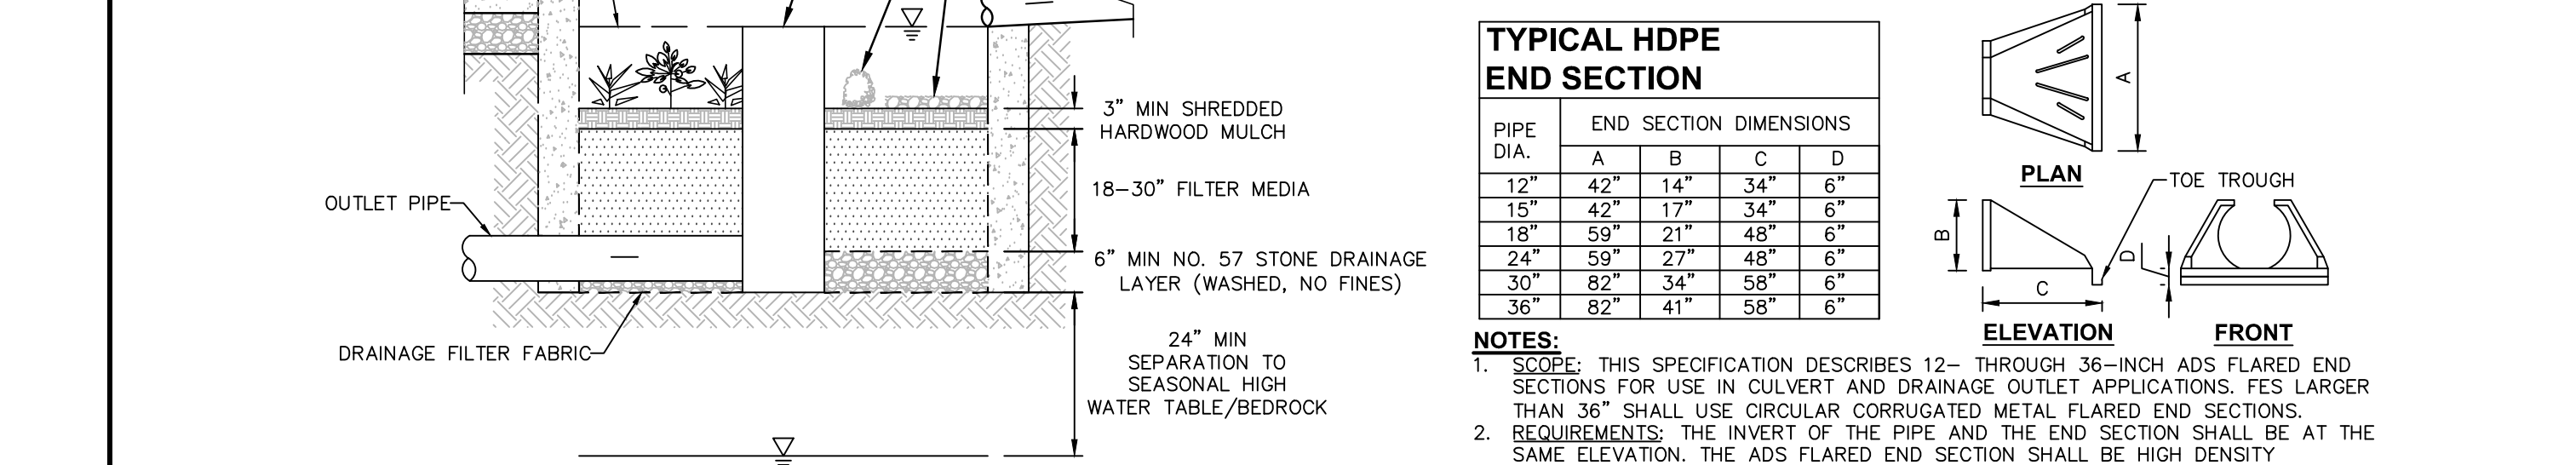 3” MIN SHREDDED
HARDWOOD MULCH
18–30” FILTER MEDIA
OUTLET PIPE
6” MIN NO. 57 STONE DRAINAGE
LAYER (WASHED, NO FINES)
DRAINAGE FILTER FABRIC
24” MIN
SEPARATION TO
SEASONAL HIGH
WATER TABLE/BEDROCK
TYPICAL HDPE
END SECTION
PIPE
DIA.
END SECTION DIMENSIONS
A B C D
12” 42” 14” 34” 6”
15” 42” 17” 34” 6”
18” 59” 21” 48” 6”
24” 59” 27” 48” 6”
30” 82” 34” 58” 6”
36” 82” 41” 58” 6”
A
PLAN
TOE TROUGH
B
D
C
ELEVATION
FRONT
NOTES:
1. SCOPE: THIS SPECIFICATION DESCRIBES 12– THROUGH 36–INCH ADS FLARED END
SECTIONS FOR USE IN CULVERT AND DRAINAGE OUTLET APPLICATIONS. FES LARGER
THAN 36” SHALL USE CIRCULAR CORRUGATED METAL FLARED END SECTIONS.
2. REQUIREMENTS: THE INVERT OF THE PIPE AND THE END SECTION SHALL BE AT THE
SAME ELEVATION. THE ADS FLARED END SECTION SHALL BE HIGH DENSITY